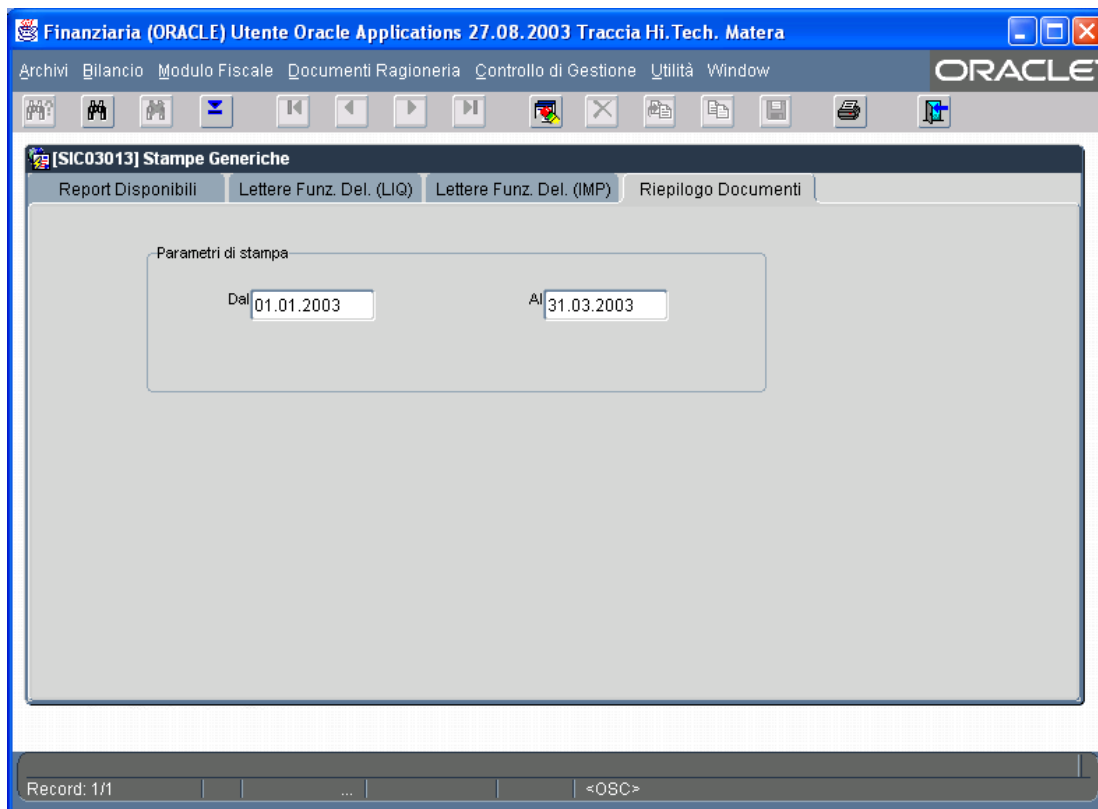 Finanziaria (ORACLE) Utente Oracle Applications 27.08.2003 Traccia Hi.Tech. Matera
Archivi Bilancio Modulo Fiscale Documenti Ragioneria Controllo di Gestione Utilità Window ORACLE
[SIC03013] Stampe Generiche
Report Disponibili Lettere Funz. Del. (LIQ) Lettere Funz. Del. (IMP) Riepilogo Documenti
Parametri di stampa
Dal 01.01.2003 Al 31.03.2003
Record: 1/1 ... <OSC>